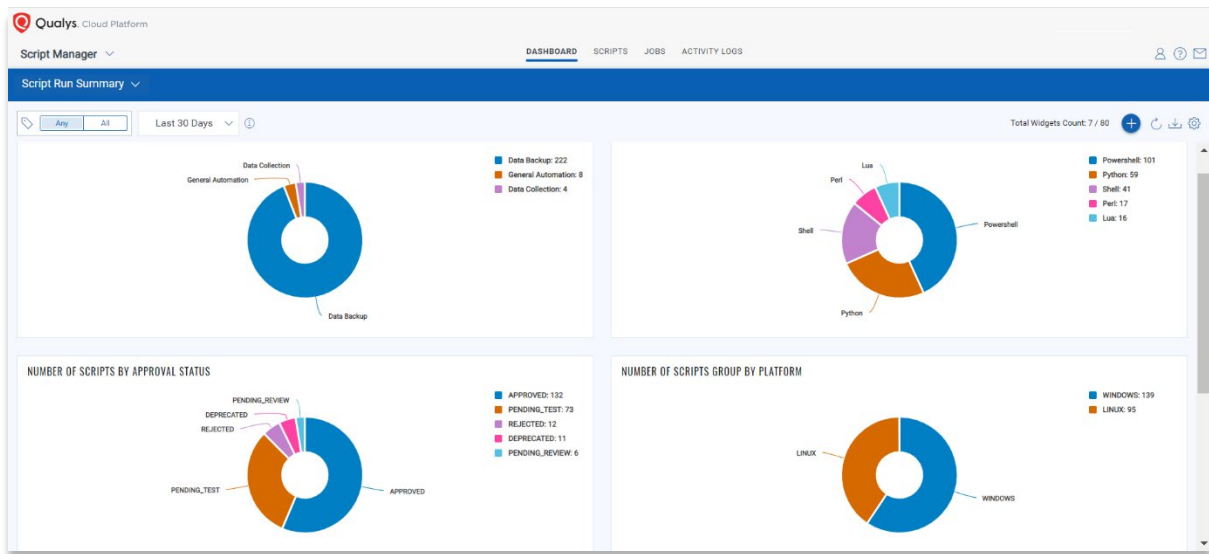 Qualys. Cloud Platform
Script Manager
DASHBOARD SCRIPTS JOBS ACTIVITY LOGS
Script Run Summary
Any All Last 30 Days Total Widgets Count: 7 / 80
Data Collection
General Automation
Data Backup
Data Backup: 222
General Automation: 8
Data Collection: 4
Lua
Perl
Shell
Powershell
Python
Powershell: 101
Python: 59
Shell: 41
Perl: 17
Lua: 16
NUMBER OF SCRIPTS BY APPROVAL STATUS
PENDING_REVIEW
DEPRECATED
REJECTED
PENDING_TEST
APPROVED
APPROVED: 132
PENDING_TEST: 73
REJECTED: 12
DEPRECATED: 11
PENDING_REVIEW: 6
NUMBER OF SCRIPTS GROUP BY PLATFORM
LINUX
WINDOWS
WINDOWS: 139
LINUX: 95